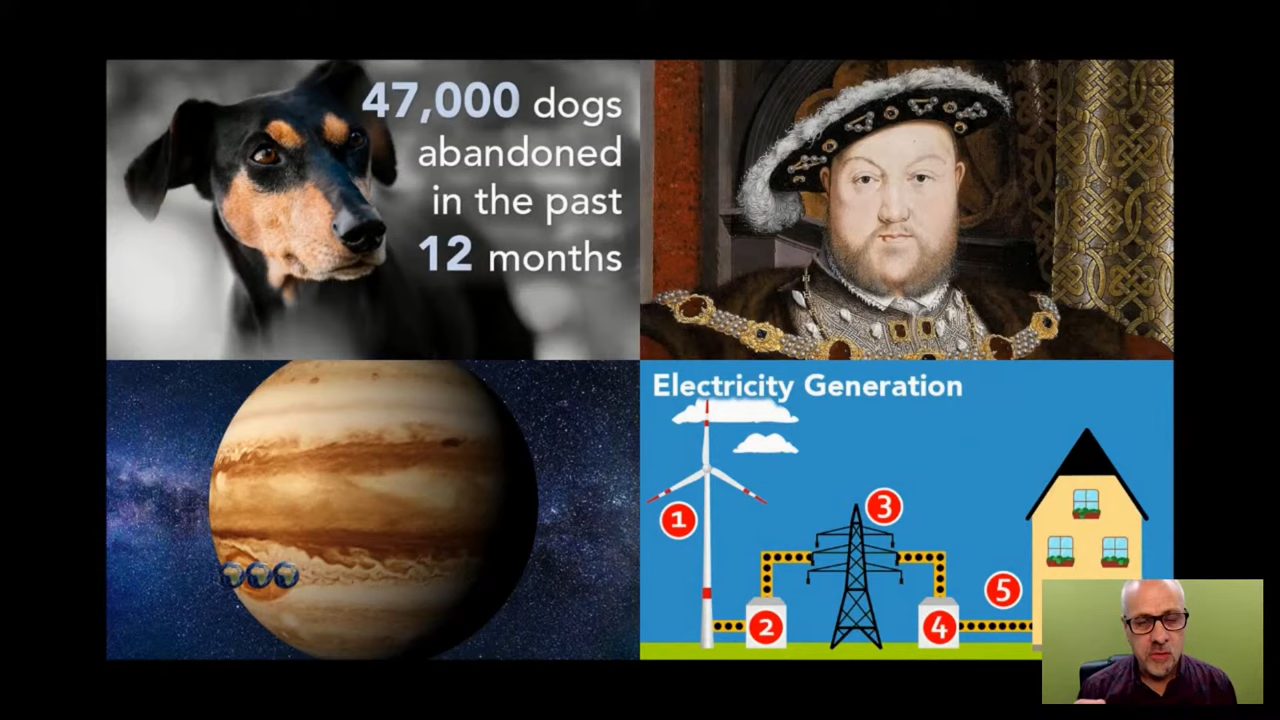 47,000 dogs
abandoned
in the past
12 months
Electricity Generation
1
2
3
4
5